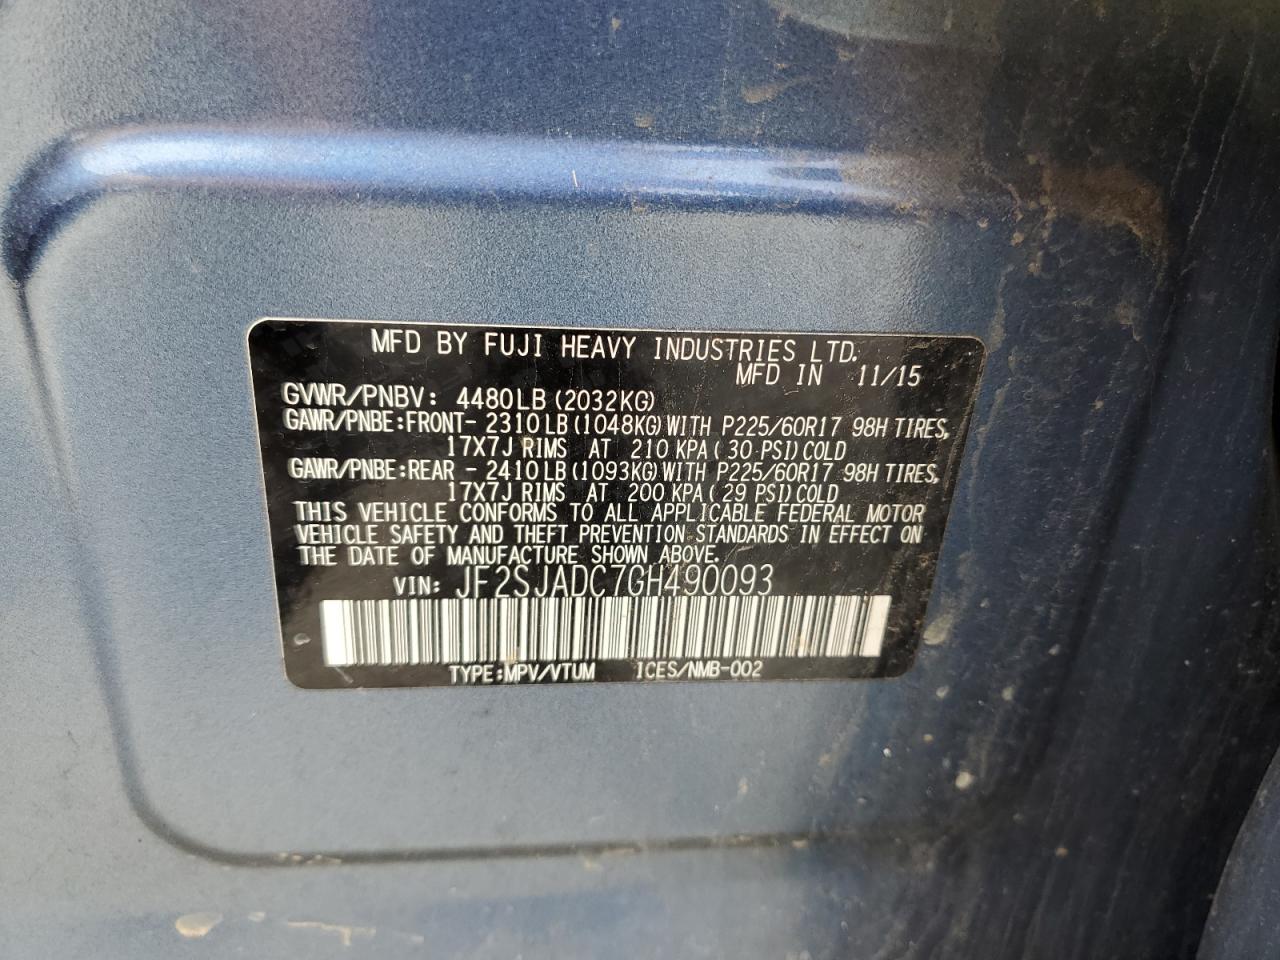 MFD BY FUJI HEAVY INDUSTRIES LTD.
MFD IN 11/15
GVWR/PNBV: 4480LB (2032KG)
GAWR/PNBE:FRONT- 2310LB(1048KG)WITH P225/60R17 98H TIRES,
17X7J RIMS AT 210 KPA( 30 PSI)COLD
GAWR/PNBE:REAR - 2410LB(1093KG)WITH P225/60R17 98H TIRES,
17X7J RIMS AT 200 KPA( 29 PSI)COLD
THIS VEHICLE CONFORMS TO ALL APPLICABLE FEDERAL MOTOR
VEHICLE SAFETY AND THEFT PREVENTION STANDARDS IN EFFECT ON
THE DATE OF MANUFACTURE SHOWN ABOVE.
VIN: JF2SJADC7GH490093
TYPE:MPV/VTUM ICES/NMB-002